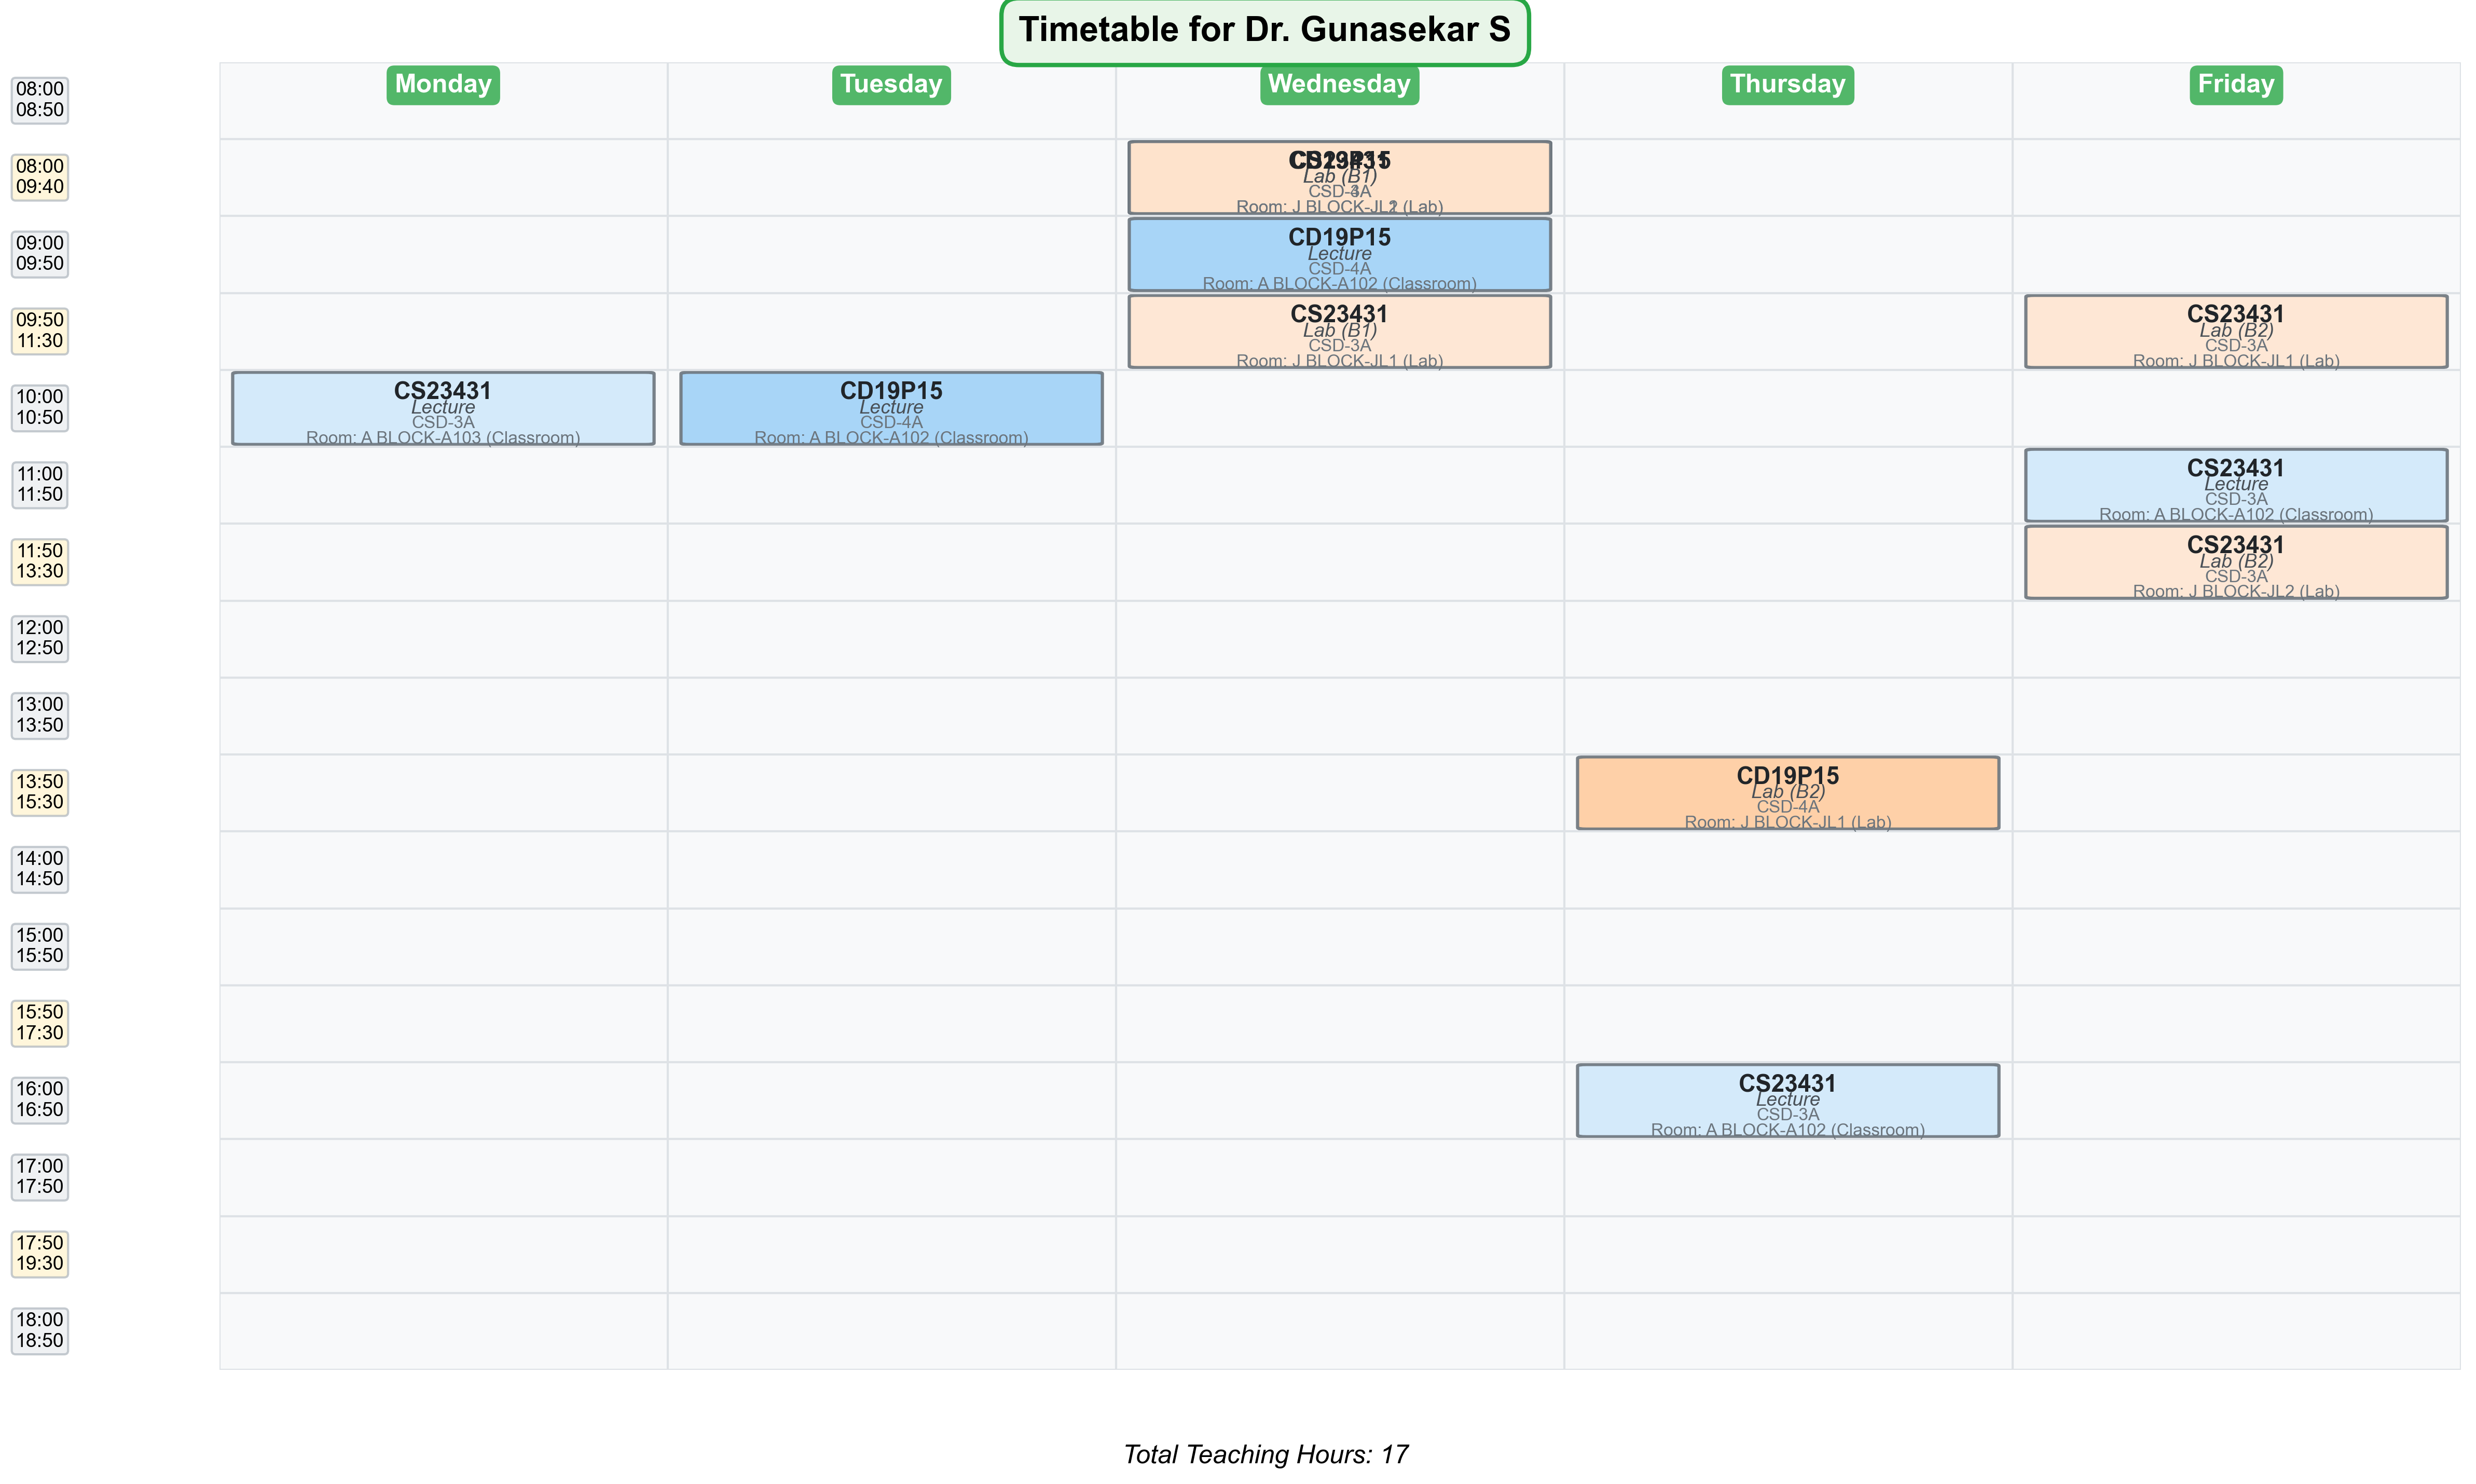 Timetable for Dr. Gunasekar S
Monday Tuesday Wednesday Thursday Friday
08:00
08:50
08:00
09:40
Lab (B1)
Room: J BLOCK- (Lab)
09:00
09:50
CD19P15
Lecture
CSD-4A
Room: A BLOCK-A102 (Classroom)
09:50
11:30
CS23431
Lab (B1)
CSD-3A
Room: J BLOCK-JL1 (Lab)
CS23431
Lab (B2)
CSD-3A
Room: J BLOCK-JL1 (Lab)
10:00
10:50
CS23431
Lecture
CSD-3A
Room: A BLOCK-A103 (Classroom)
CD19P15
Lecture
CSD-4A
Room: A BLOCK-A102 (Classroom)
11:00
11:50
CS23431
Lecture
CSD-3A
Room: A BLOCK-A102 (Classroom)
11:50
13:30
CS23431
Lab (B2)
CSD-3A
Room: J BLOCK-JL2 (Lab)
12:00
12:50
13:00
13:50
13:50
15:30
CD19P15
Lab (B2)
CSD-4A
Room: J BLOCK-JL1 (Lab)
14:00
14:50
15:00
15:50
15:50
17:30
16:00
16:50
CS23431
Lecture
CSD-3A
Room: A BLOCK-A102 (Classroom)
17:00
17:50
17:50
19:30
18:00
18:50
Total Teaching Hours: 17